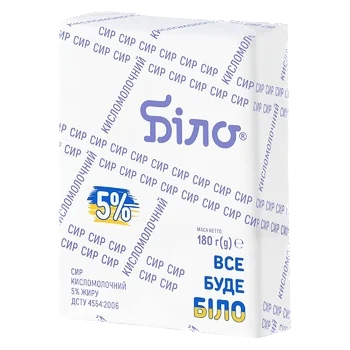 СИР СИР СИР СИР СИР
КИСЛОМОЛОЧНИЙ
Біло®
5%
МАСА НЕТТО:
180 г(g) ℮
СИР
КИСЛОМОЛОЧНИЙ
5% ЖИРУ
ДСТУ 4554:2006
ВСЕ
БУДЕ
БІЛО